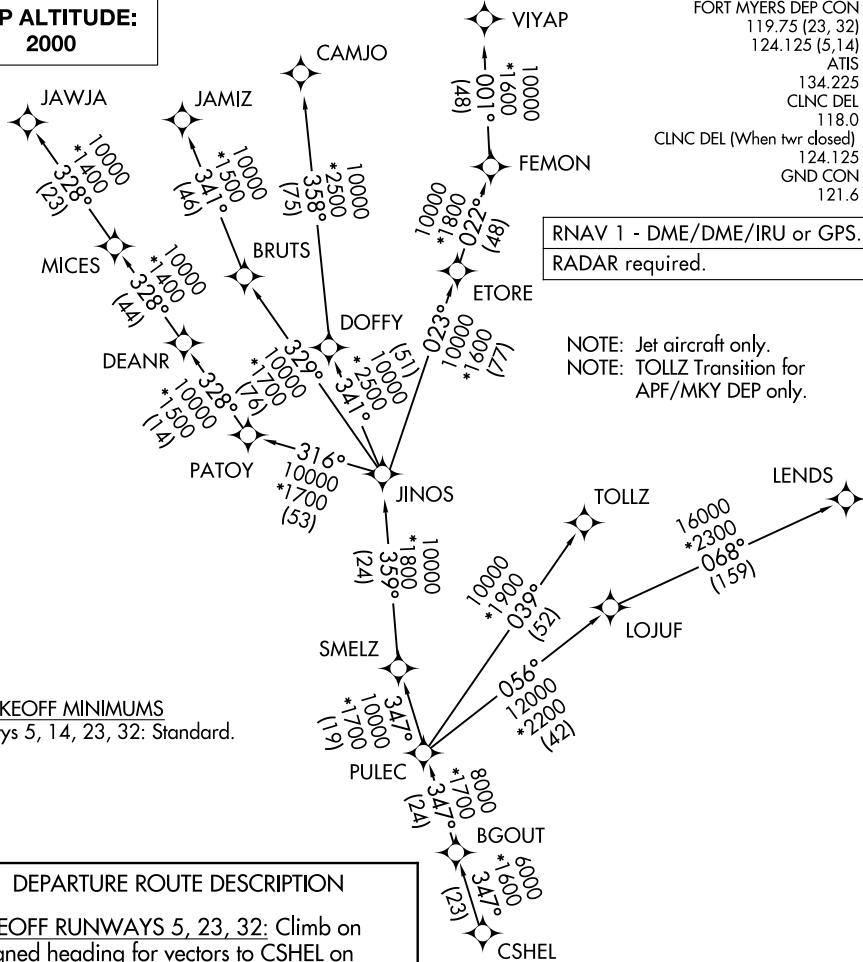 P ALTITUDE:
2000
FORT MYERS DEP CON
119.75 (23, 32)
124.125 (5,14)
ATIS
134.225
CLNC DEL
118.0
CLNC DEL (When twr closed)
124.125
GND CON
121.6
RNAV 1 - DME/DME/IRU or GPS.
RADAR required.
NOTE: Jet aircraft only.
NOTE: TOLLZ Transition for
APF/MKY DEP only.
VIYAP
10000
*1600
001°
(48)
CAMJO
10000
*2500
358°
(75)
JAWJA
10000
*1400
328°
(23)
JAMIZ
10000
*1500
341°
(46)
FEMON
10000
*1800
022°
(48)
MICES
10000
*1400
328°
(44)
BRUTS
329°
10000
*1700
(76)
ETORE
023°
10000
*1600
(77)
DOFFY
(51)
10000
*2500
341°
DEANR
328°
10000
*1500
(14)
PATOY
316°
10000
*1700
(53)
JINOS
10000
*1800
359°
(24)
TOLLZ
10000
*1900
039°
(52)
LENDS
16000
*2300
068°
(159)
LOJUF
056°
12000
*2200
(42)
SMELZ
347°
10000
*1700
(19)
PULEC
8000
*1700
347°
(24)
BGOUT
6000
*1600
347°
(23)
CSHEL
KEOFF MINIMUMS
ys 5, 14, 23, 32: Standard.
DEPARTURE ROUTE DESCRIPTION
EOFF RUNWAYS 5, 23, 32: Climb on
gned heading for vectors to CSHEL on